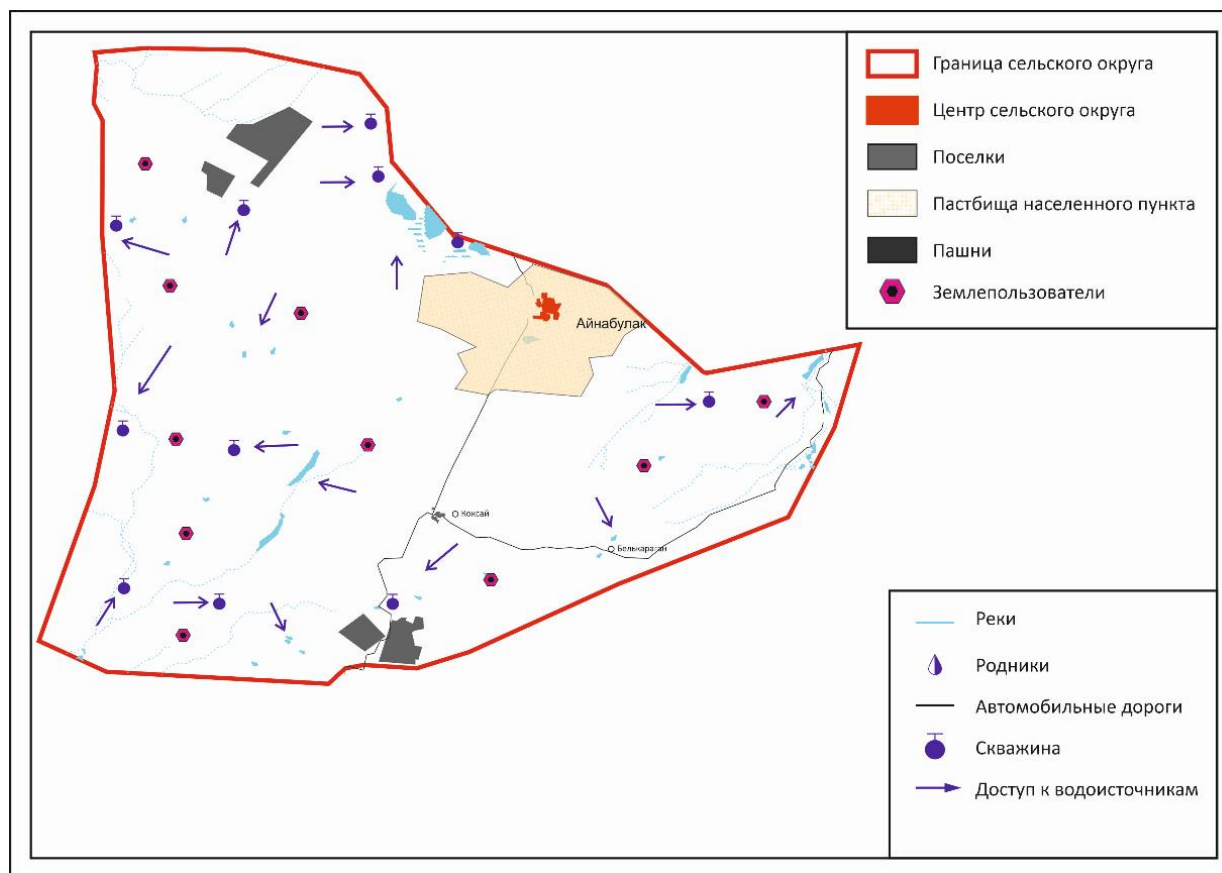 Граница сельского округа
Центр сельского округа
Поселки
Пастбища населенного пункта
Пашни
Землепользователи
Айнабулак
Коксай
Белькараган
Реки
Родники
Автомобильные дороги
Скважина
Доступ к водоисточникам